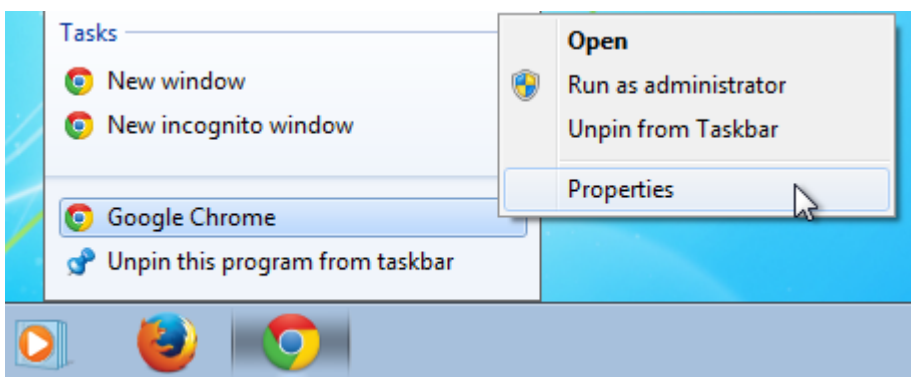 Tasks
New window
New incognito window
Google Chrome
Unpin this program from taskbar
Open
Run as administrator
Unpin from Taskbar
Properties